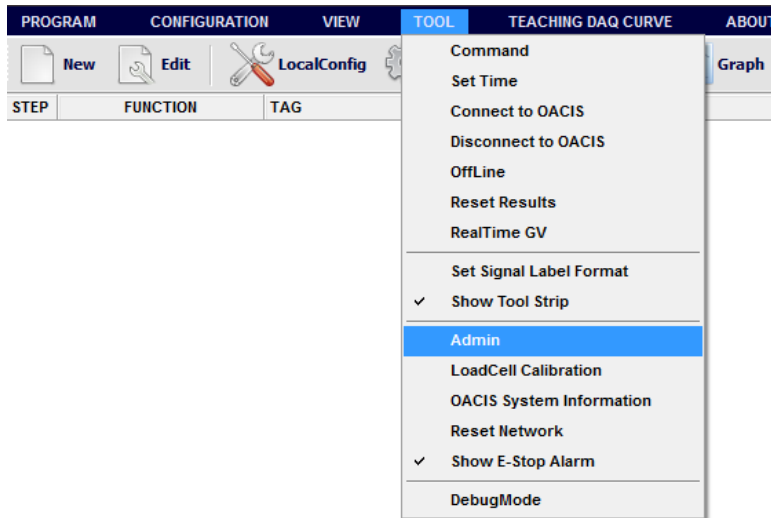 PROGRAM CONFIGURATION VIEW TOOL TEACHING DAQ CURVE ABOUT
New Edit LocalConfig Graph
STEP FUNCTION TAG
Command
Set Time
Connect to OACIS
Disconnect to OACIS
OffLine
Reset Results
RealTime GV
Set Signal Label Format
Show Tool Strip
Admin
LoadCell Calibration
OACIS System Information
Reset Network
Show E-Stop Alarm
DebugMode